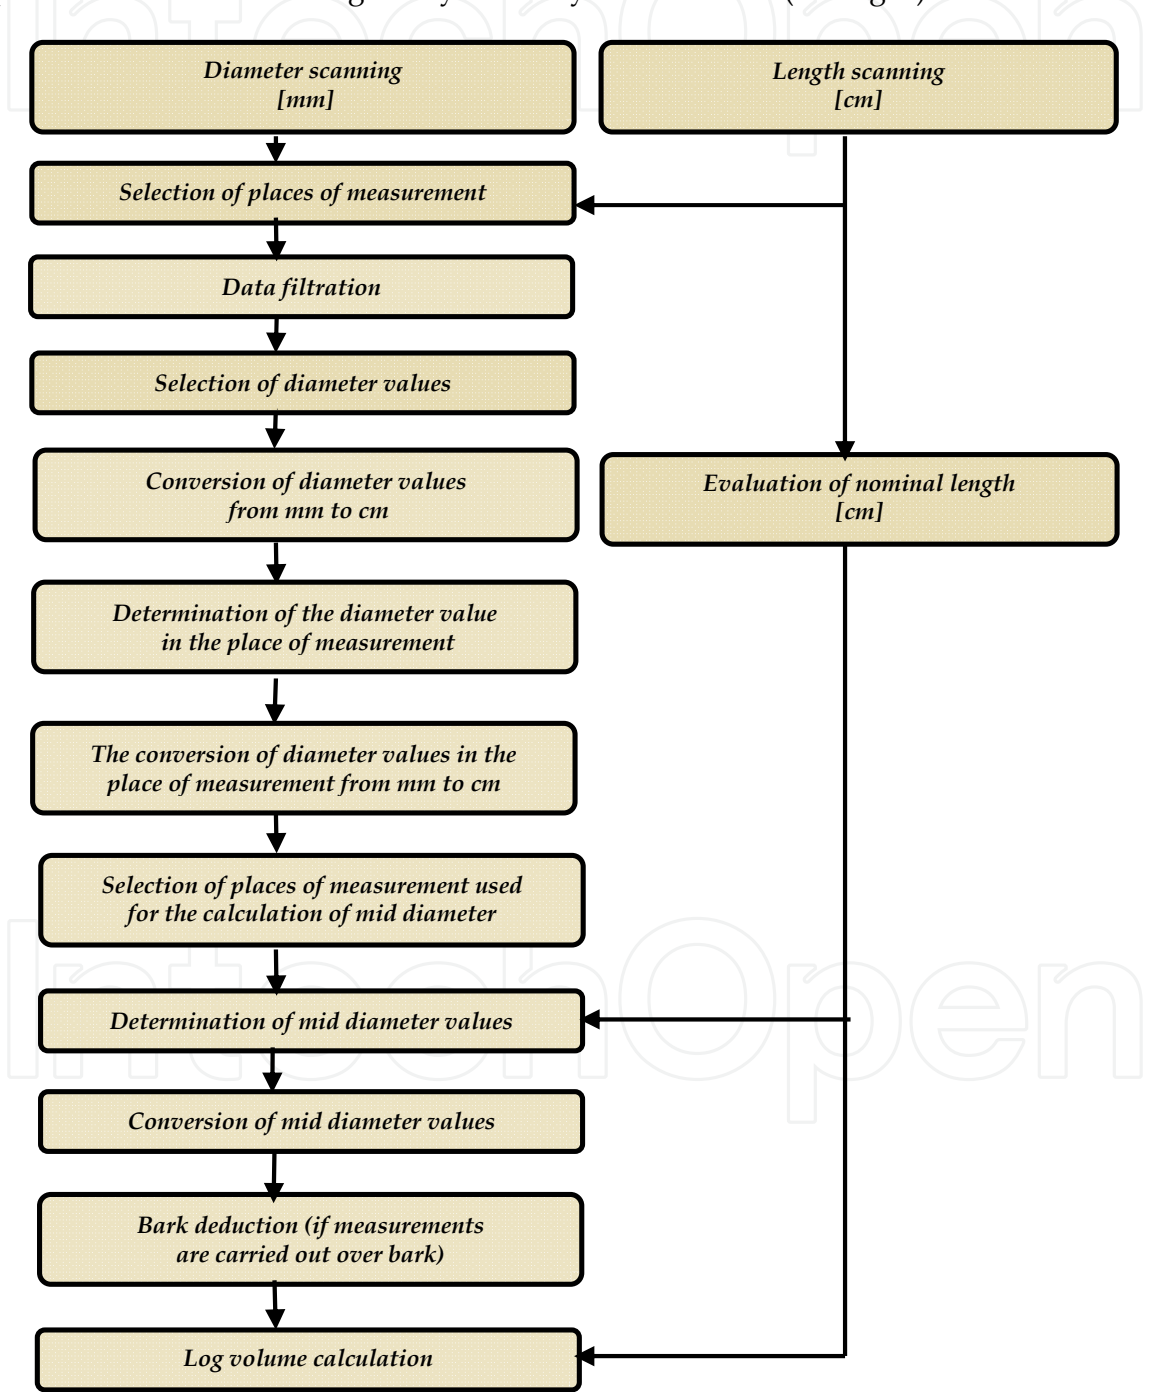 Diameter scanning
[mm]
Length scanning
[cm]
Selection of places of measurement
Data filtration
Selection of diameter values
Conversion of diameter values
from mm to cm
Evaluation of nominal length
[cm]
Determination of the diameter value
in the place of measurement
The conversion of diameter values in the
place of measurement from mm to cm
Selection of places of measurement used
for the calculation of mid diameter
IntechOpen
Determination of mid diameter values
Conversion of mid diameter values
Bark deduction (if measurements
are carried out over bark)
Log volume calculation